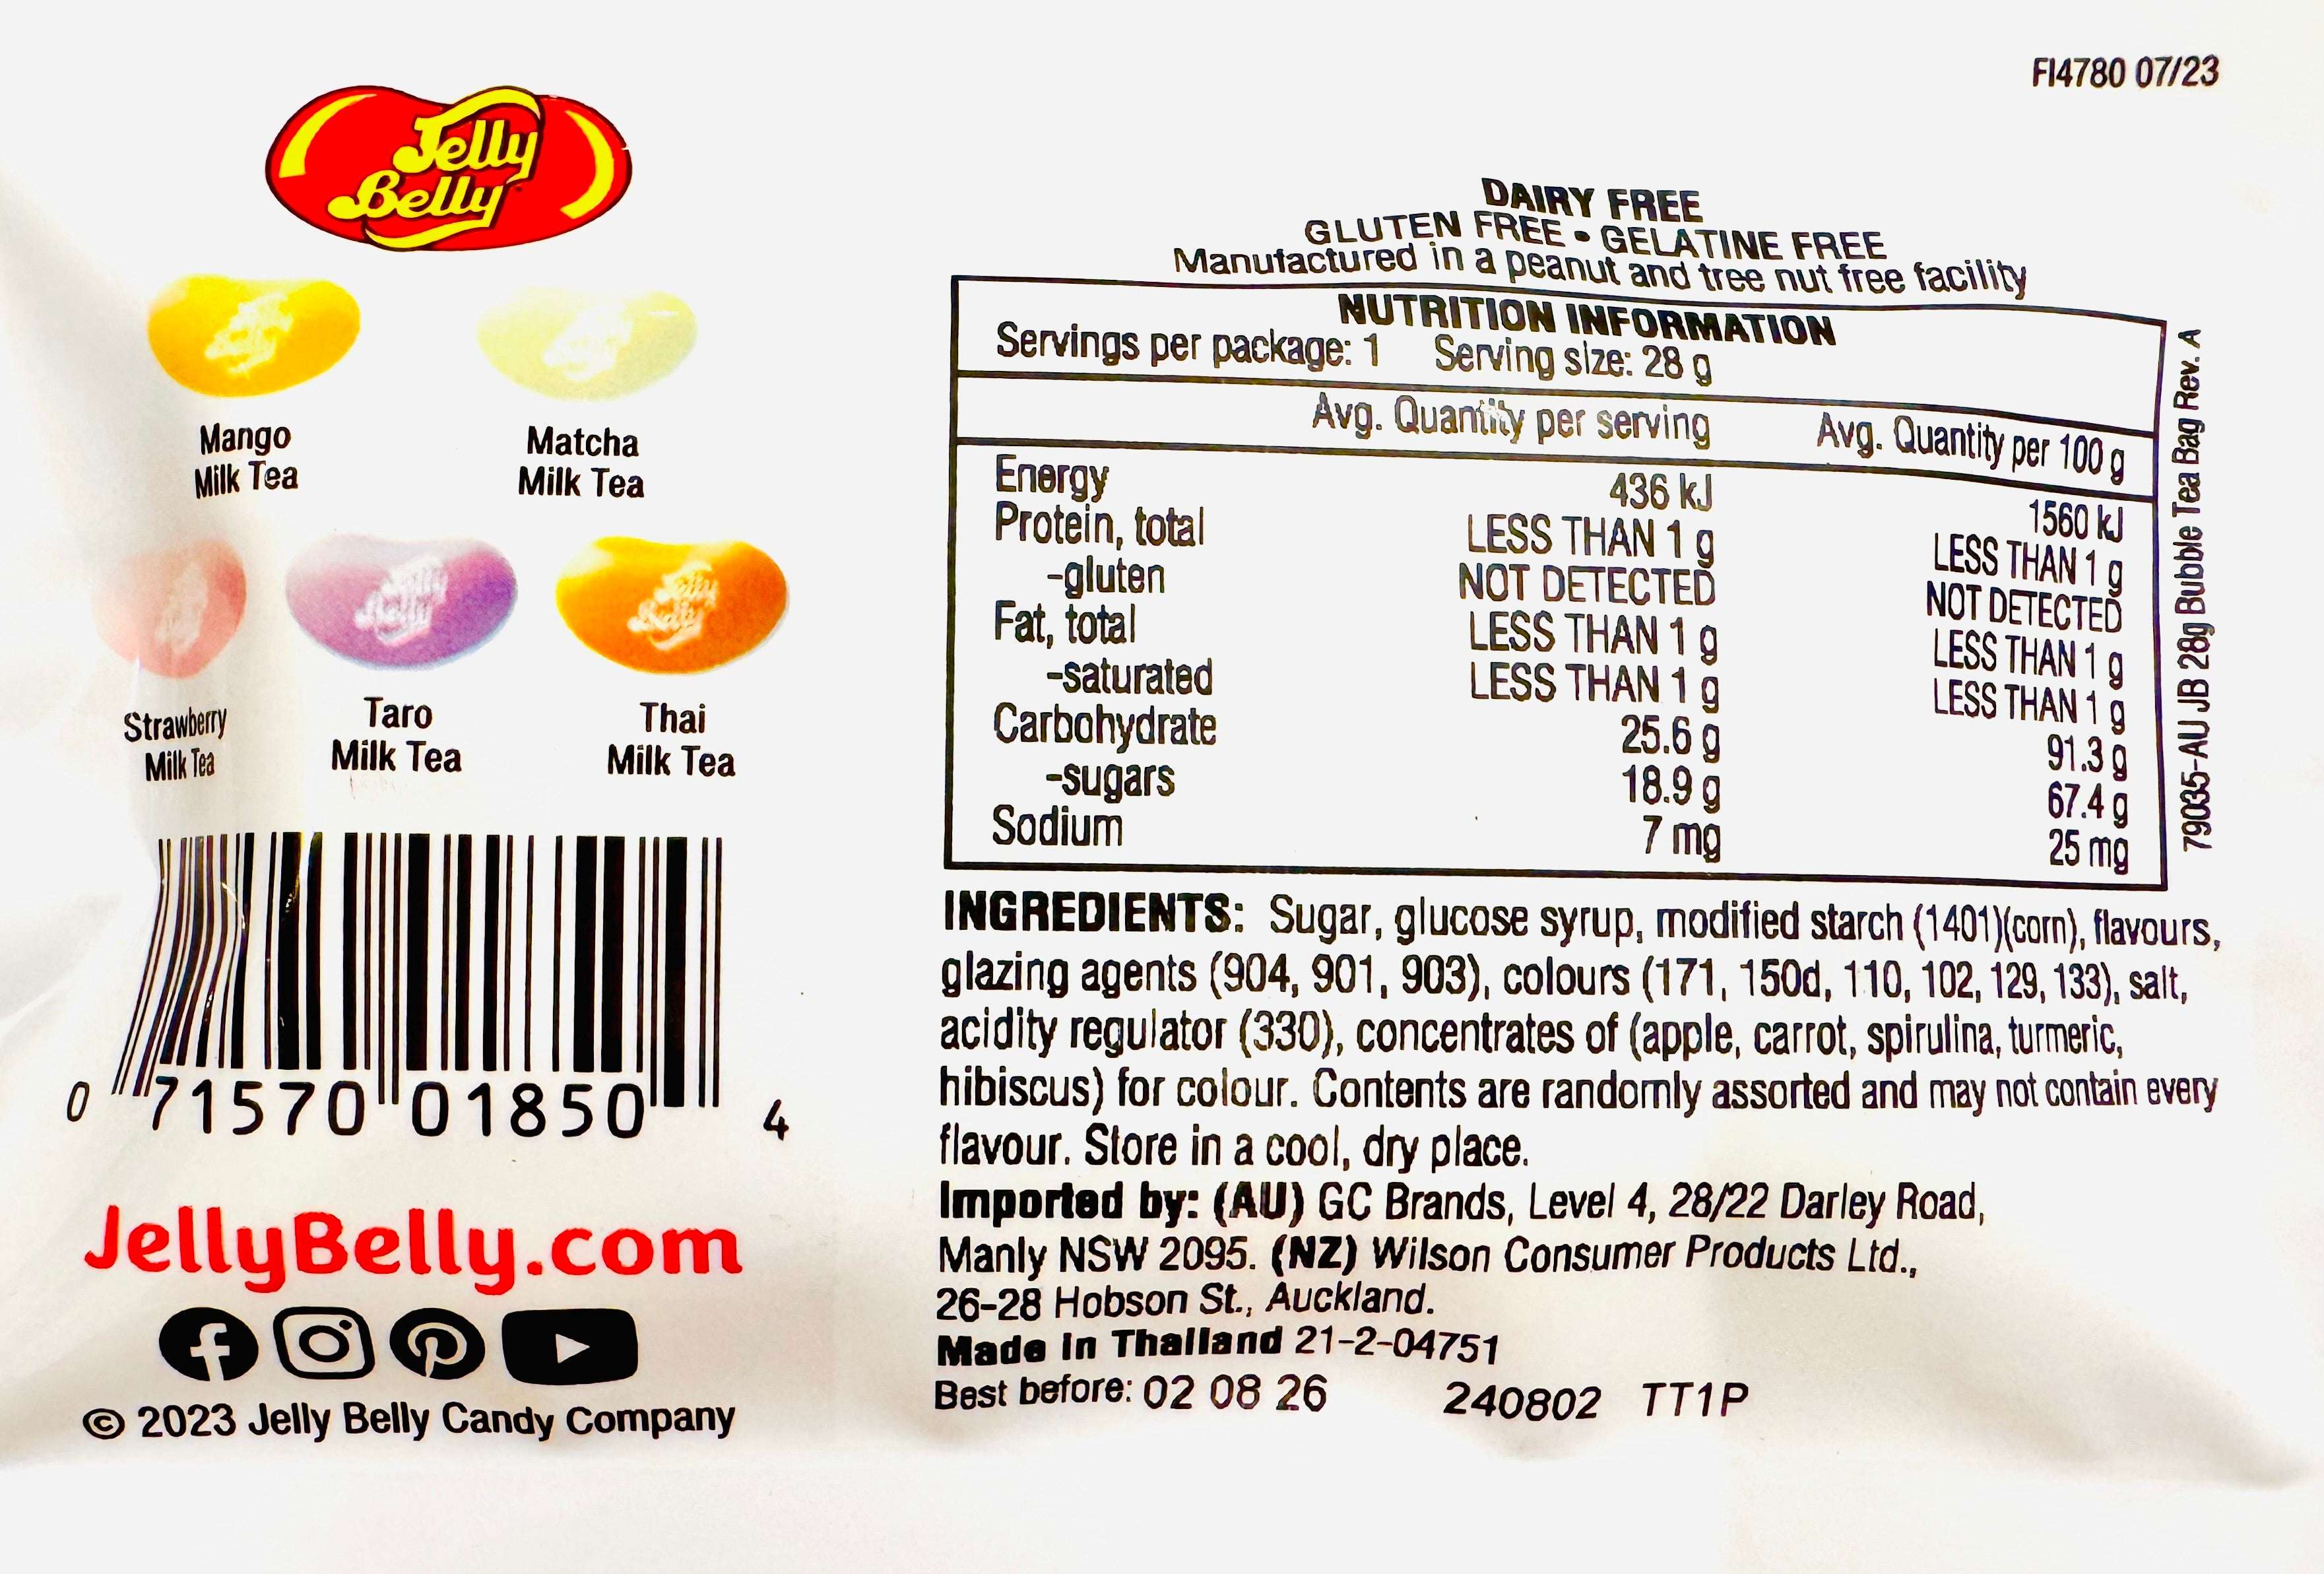 FI4780 07/23
Jelly
Belly
Mango
Milk Tea
Matcha
Milk Tea
Strawberry
Milk Tea
Taro
Milk Tea
Thai
Milk Tea
0 71570 01850 4
JellyBelly.com
© 2023 Jelly Belly Candy Company
DAIRY FREE
GLUTEN FREE • GELATINE FREE
Manufactured in a peanut and tree nut free facility
NUTRITION INFORMATION
Servings per package: 1 Serving size: 28 g
Avg. Quantity per serving Avg. Quantity per 100 g
Energy 436 kJ 1560 kJ
Protein, total LESS THAN 1 g LESS THAN 1 g
-gluten NOT DETECTED NOT DETECTED
Fat, total LESS THAN 1 g LESS THAN 1 g
-saturated LESS THAN 1 g LESS THAN 1 g
Carbohydrate 25.6 g 91.3 g
-sugars 18.9 g 67.4 g
Sodium 7 mg 25 mg
79035-AU JB 28g Bubble Tea Bag Rev. A
INGREDIENTS: Sugar, glucose syrup, modified starch (1401)(corn), flavours,
glazing agents (904, 901, 903), colours (171, 150d, 110, 102, 129, 133), salt,
acidity regulator (330), concentrates of (apple, carrot, spirulina, turmeric,
hibiscus) for colour. Contents are randomly assorted and may not contain every
flavour. Store in a cool, dry place.
Imported by: (AU) GC Brands, Level 4, 28/22 Darley Road,
Manly NSW 2095. (NZ) Wilson Consumer Products Ltd.,
26-28 Hobson St., Auckland.
Made in Thailand 21-2-04751
Best before: 02 08 26 240802 TT1P